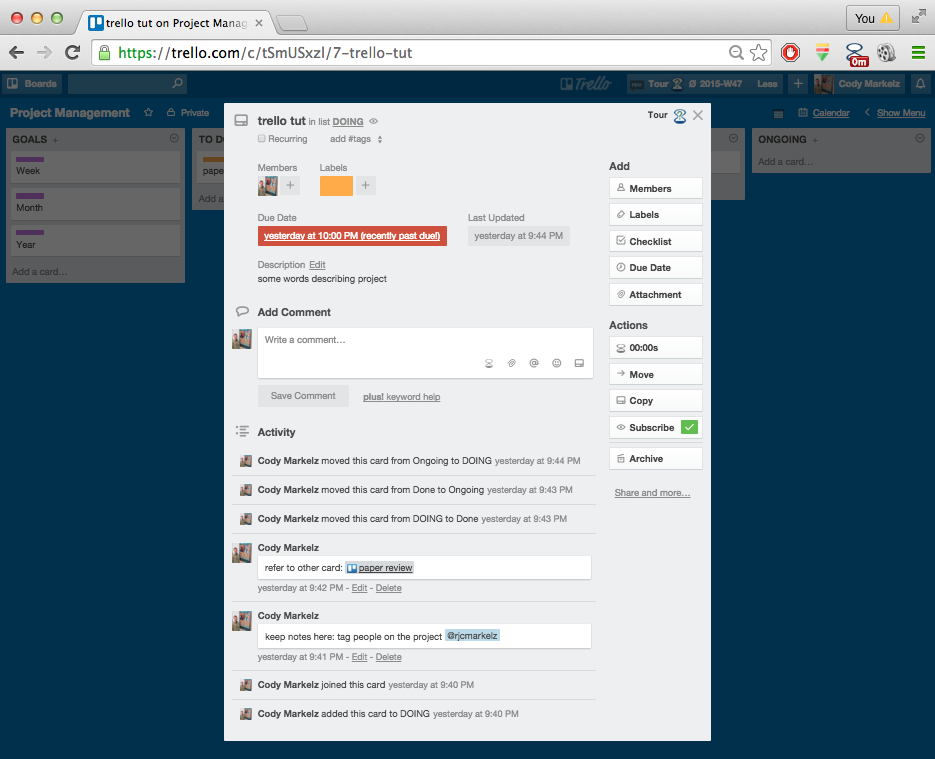 trello tut on Project Manag
You
https://trello.com/c/tSmUSxzl/7-trello-tut
0m
Boards
Trello
Tour
Ø 2015-W47
Less
Cody Markelz
Project Management
Private
Calendar
Show Menu
GOALS
Week
Month
Year
Add a card…
TO D
pape
Add a
ONGOING
Add a card…
trello tut in list DOING
Tour
Recurring
add #tags
Members
Labels
Due Date
Last Updated
yesterday at 10:00 PM (recently past due!)
yesterday at 9:44 PM
Description Edit
some words describing project
Add Comment
Write a comment…
Save Comment
plus! keyword help
Activity
Cody Markelz moved this card from Ongoing to DOING yesterday at 9:44 PM
Cody Markelz moved this card from Done to Ongoing yesterday at 9:43 PM
Cody Markelz moved this card from DOING to Done yesterday at 9:43 PM
Cody Markelz
refer to other card: paper review
yesterday at 9:42 PM - Edit - Delete
Cody Markelz
keep notes here: tag people on the project @rjcmarkelz
yesterday at 9:41 PM - Edit - Delete
Cody Markelz joined this card yesterday at 9:40 PM
Cody Markelz added this card to DOING yesterday at 9:40 PM
Add
Members
Labels
Checklist
Due Date
Attachment
Actions
00:00s
Move
Copy
Subscribe
Archive
Share and more…